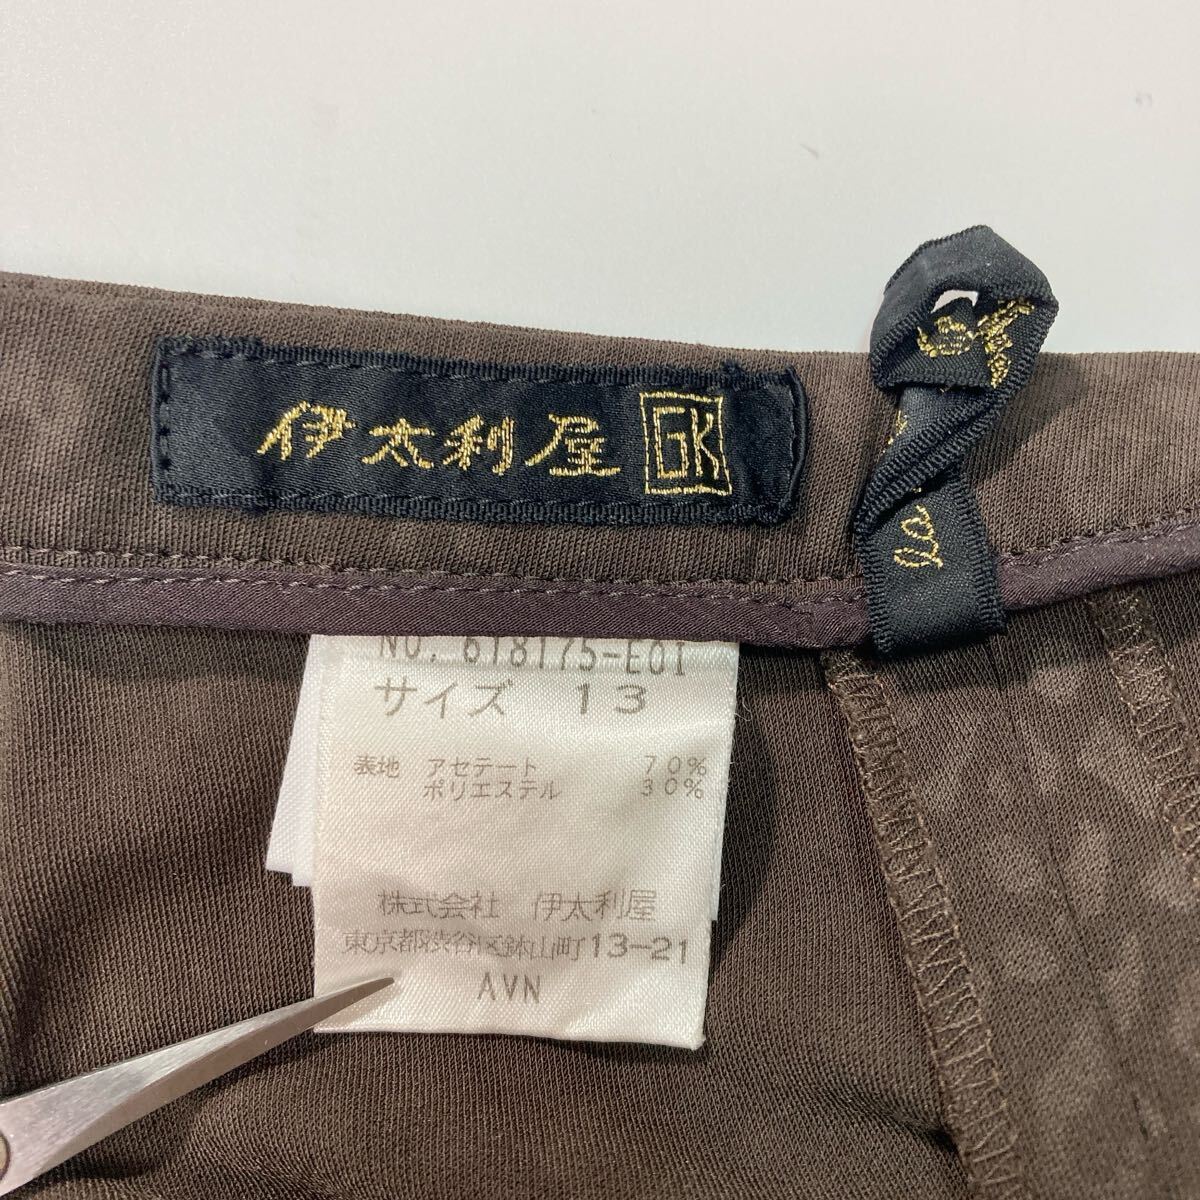 伊太利屋 GK
No. 618175-E01
サイズ 13
表地 アセテート 70%
ポリエステル 30%
株式会社 伊太利屋
東京都渋谷区鉢山町13-21
AVN